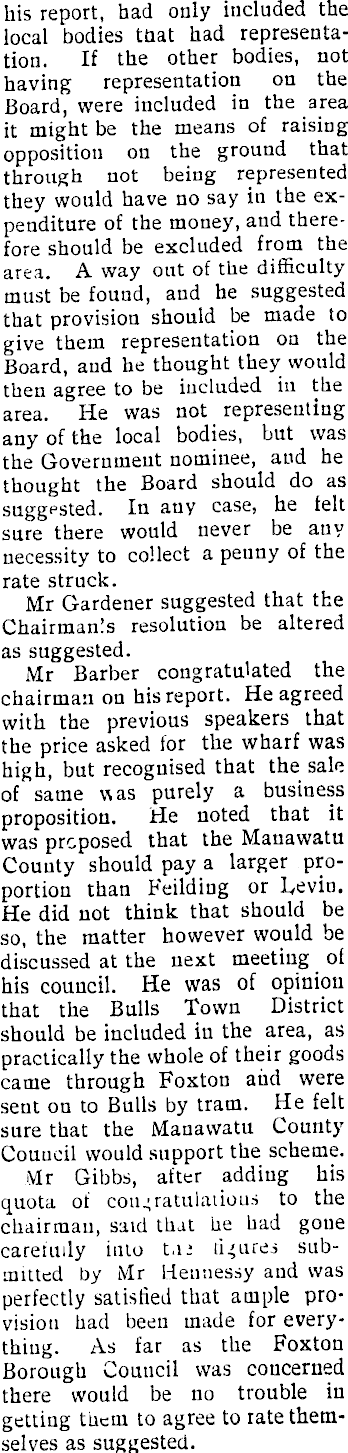 his report, had only included the
local bodies that had representa-
tion. If the other bodies, not
having representation on the
Board, were included in the area
it might be the means of raising
opposition on the ground that
through not being represented
they would have no say in the ex-
penditure of the money, and there-
fore should be excluded from the
area. A way out of the difficulty
must be found, and he suggested
that provision should be made to
give them representation on the
Board, and he thought they would
then agree to be included in the
area. He was not representing
any of the local bodies, but was
the Government nominee, and he
thought the Board should do as
suggested. In any case, he felt
sure there would never be any
necessity to collect a penny of the
rate struck.
Mr Gardener suggested that the
Chairman's resolution be altered
as suggested.
Mr Barber congratulated the
chairman on his report. He agreed
with the previous speakers that
the price asked for the wharf was
high, but recognised that the sale
of same was purely a business
proposition. He noted that it
was proposed that the Manawatu
County should pay a larger pro-
portion than Feilding or Levin.
He did not think that should be
so, the matter however would be
discussed at the next meeting of
his council. He was of opinion
that the Bulls Town District
should be included in the area, as
practically the whole of their goods
came through Foxton and were
sent on to Bulls by tram. He felt
sure that the Manawatu County
Council would support the scheme.
Mr Gibbs, after adding his
quota of congratulations to the
chairman, said that he had gone
carefully into the figures sub-
mitted by Mr Hennessy and was
perfectly satisfied that ample pro-
vision had been made for every-
thing. As far as the Foxton
Borough Council was concerned
there would be no trouble in
getting them to agree to rate them-
selves as suggested.